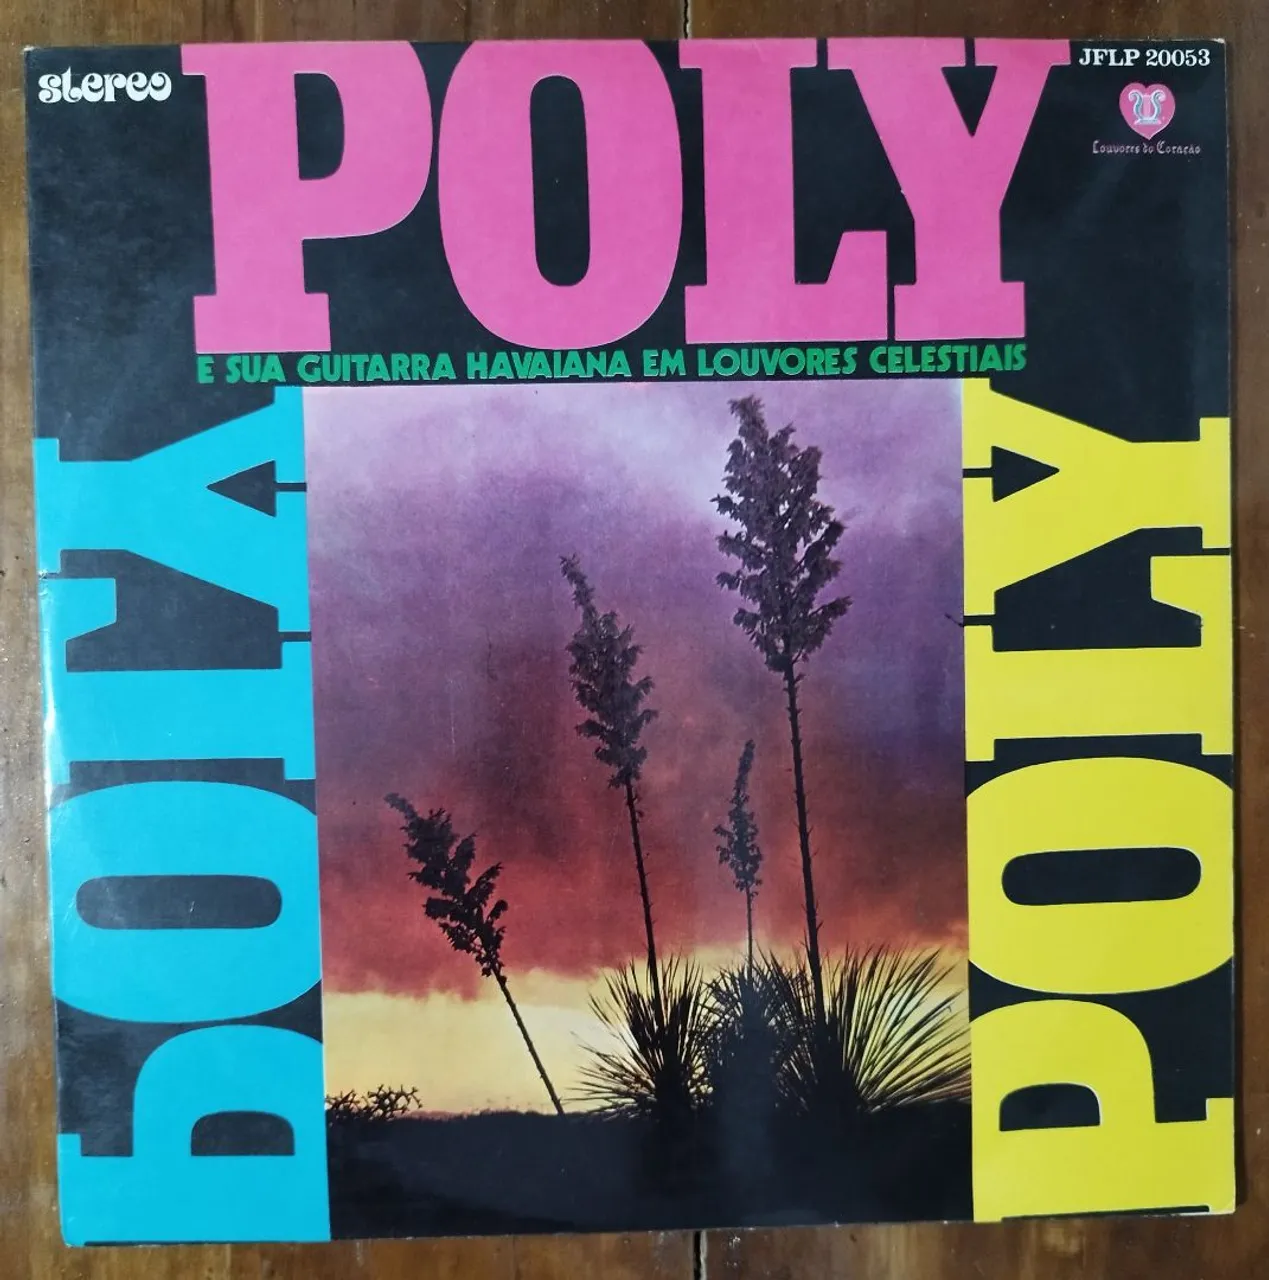 stereo
POLY
JFLP 20053
Louvores do Coração
E SUA GUITARRA HAVAIANA EM LOUVORES CELESTIAIS
POLY
POLY